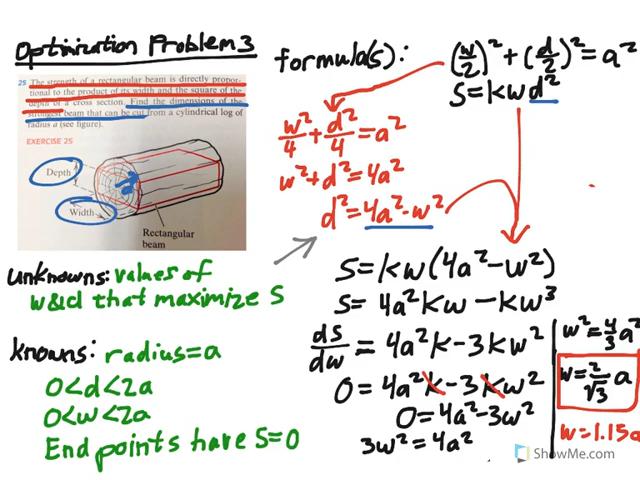 Optimization Problem 3
25 The strength of a rectangular beam is directly propor-
tional to the product of its width and the square of the
depth of a cross section. Find the dimensions of the
strongest beam that can be cut from a cylindrical log of
radius a (see figure).
EXERCISE 25
Depth
Width
Rectangular
beam
unknowns: values of
w&d that maximize S
knowns: radius=a
0<d<2a
0<w<2a
End points have S=0
formula(s):
(w/2)²+(d/2)²=a²
S=kwd²
w²/4+d²/4=a²
w²+d²=4a²
d²=4a²-w²
S=kw(4a²-w²)
S=4a²kw-kw³
dS/dw=4a²k-3kw²
0=4a²k-3kw²
0=4a²-3w²
3w²=4a²
w²=4/3a²
w=2/√3a
w=1.15a
ShowMe.com